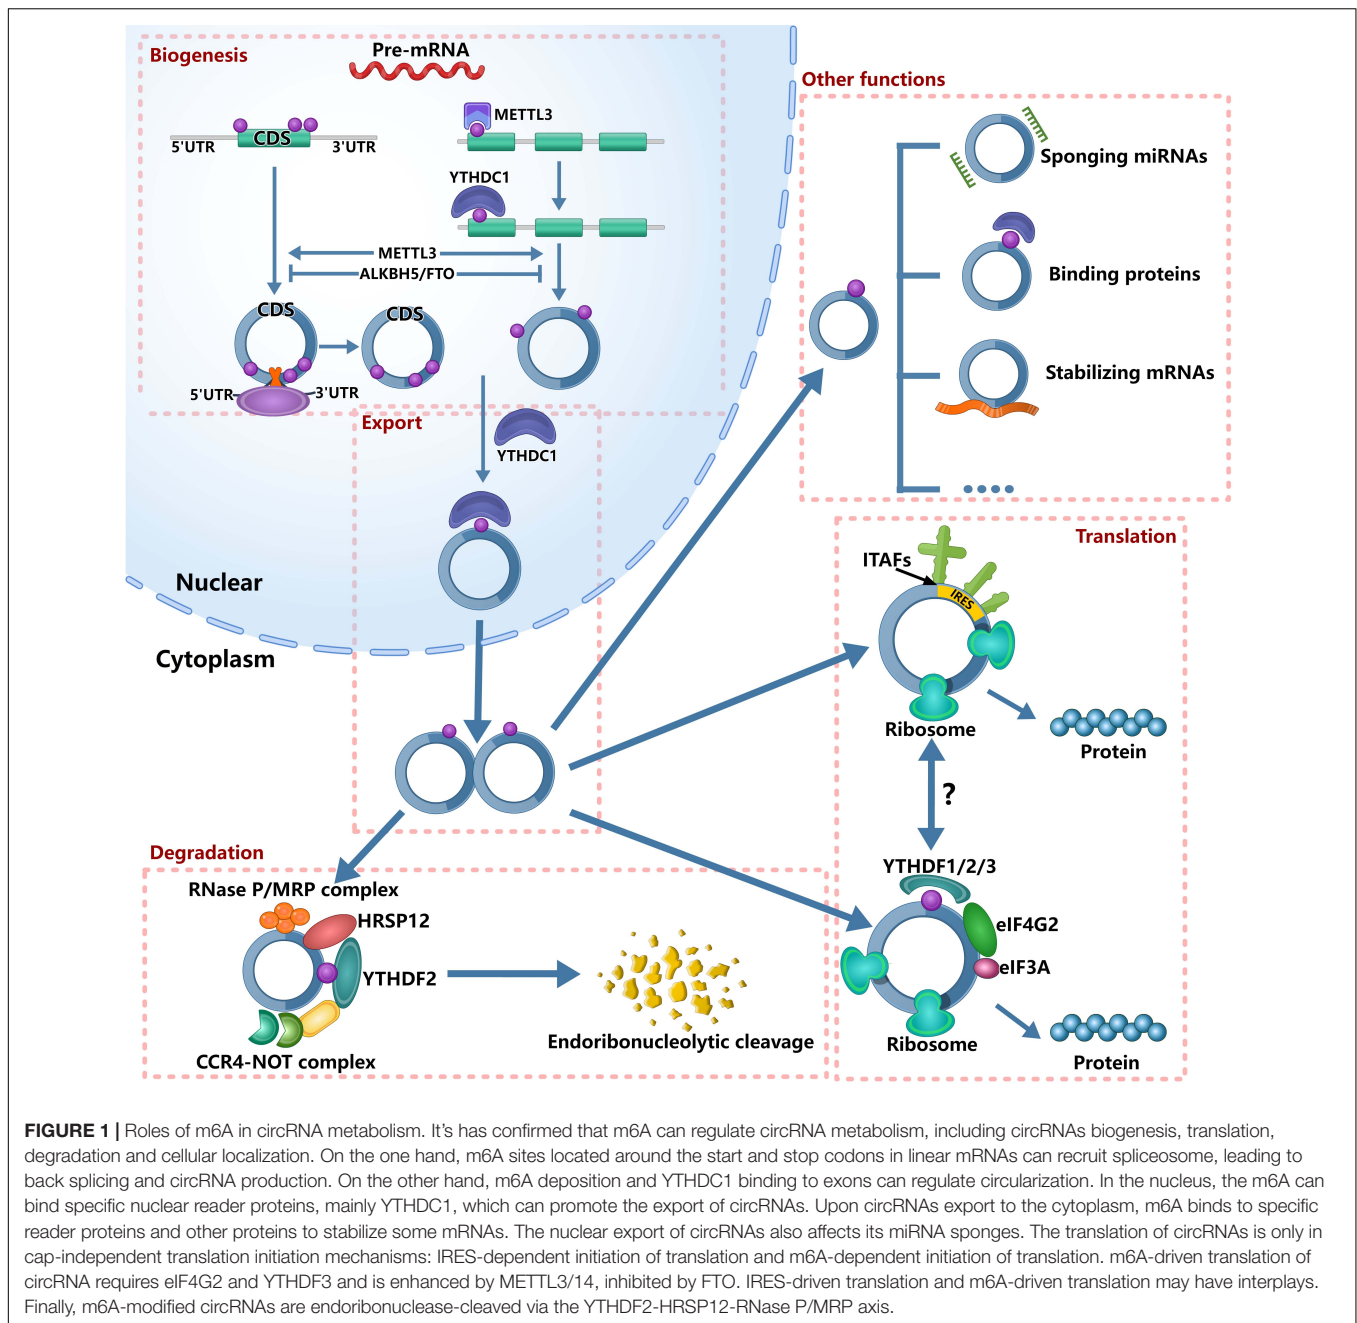 Biogenesis
Pre-mRNA
METTL3
CDS
5'UTR
3'UTR
YTHDC1
METTL3
ALKBH5/FTO
CDS
CDS
5'UTR
3'UTR
Export
YTHDC1
Nuclear
Cytoplasm
Other functions
Sponging miRNAs
Binding proteins
Stabilizing mRNAs
Translation
ITAFs
IRES
Ribosome
Protein
?
YTHDF1/2/3
eIF4G2
eIF3A
Ribosome
Protein
Degradation
RNase P/MRP complex
HRSP12
YTHDF2
CCR4-NOT complex
Endoribonucleolytic cleavage
FIGURE 1 | Roles of m6A in circRNA metabolism. It's has confirmed that m6A can regulate circRNA metabolism, including circRNAs biogenesis, translation,
degradation and cellular localization. On the one hand, m6A sites located around the start and stop codons in linear mRNAs can recruit spliceosome, leading to
back splicing and circRNA production. On the other hand, m6A deposition and YTHDC1 binding to exons can regulate circularization. In the nucleus, the m6A can
bind specific nuclear reader proteins, mainly YTHDC1, which can promote the export of circRNAs. Upon circRNAs export to the cytoplasm, m6A binds to specific
reader proteins and other proteins to stabilize some mRNAs. The nuclear export of circRNAs also affects its miRNA sponges. The translation of circRNAs is only in
cap-independent translation initiation mechanisms: IRES-dependent initiation of translation and m6A-dependent initiation of translation. m6A-driven translation of
circRNA requires eIF4G2 and YTHDF3 and is enhanced by METTL3/14, inhibited by FTO. IRES-driven translation and m6A-driven translation may have interplays.
Finally, m6A-modified circRNAs are endoribonuclease-cleaved via the YTHDF2-HRSP12-RNase P/MRP axis.